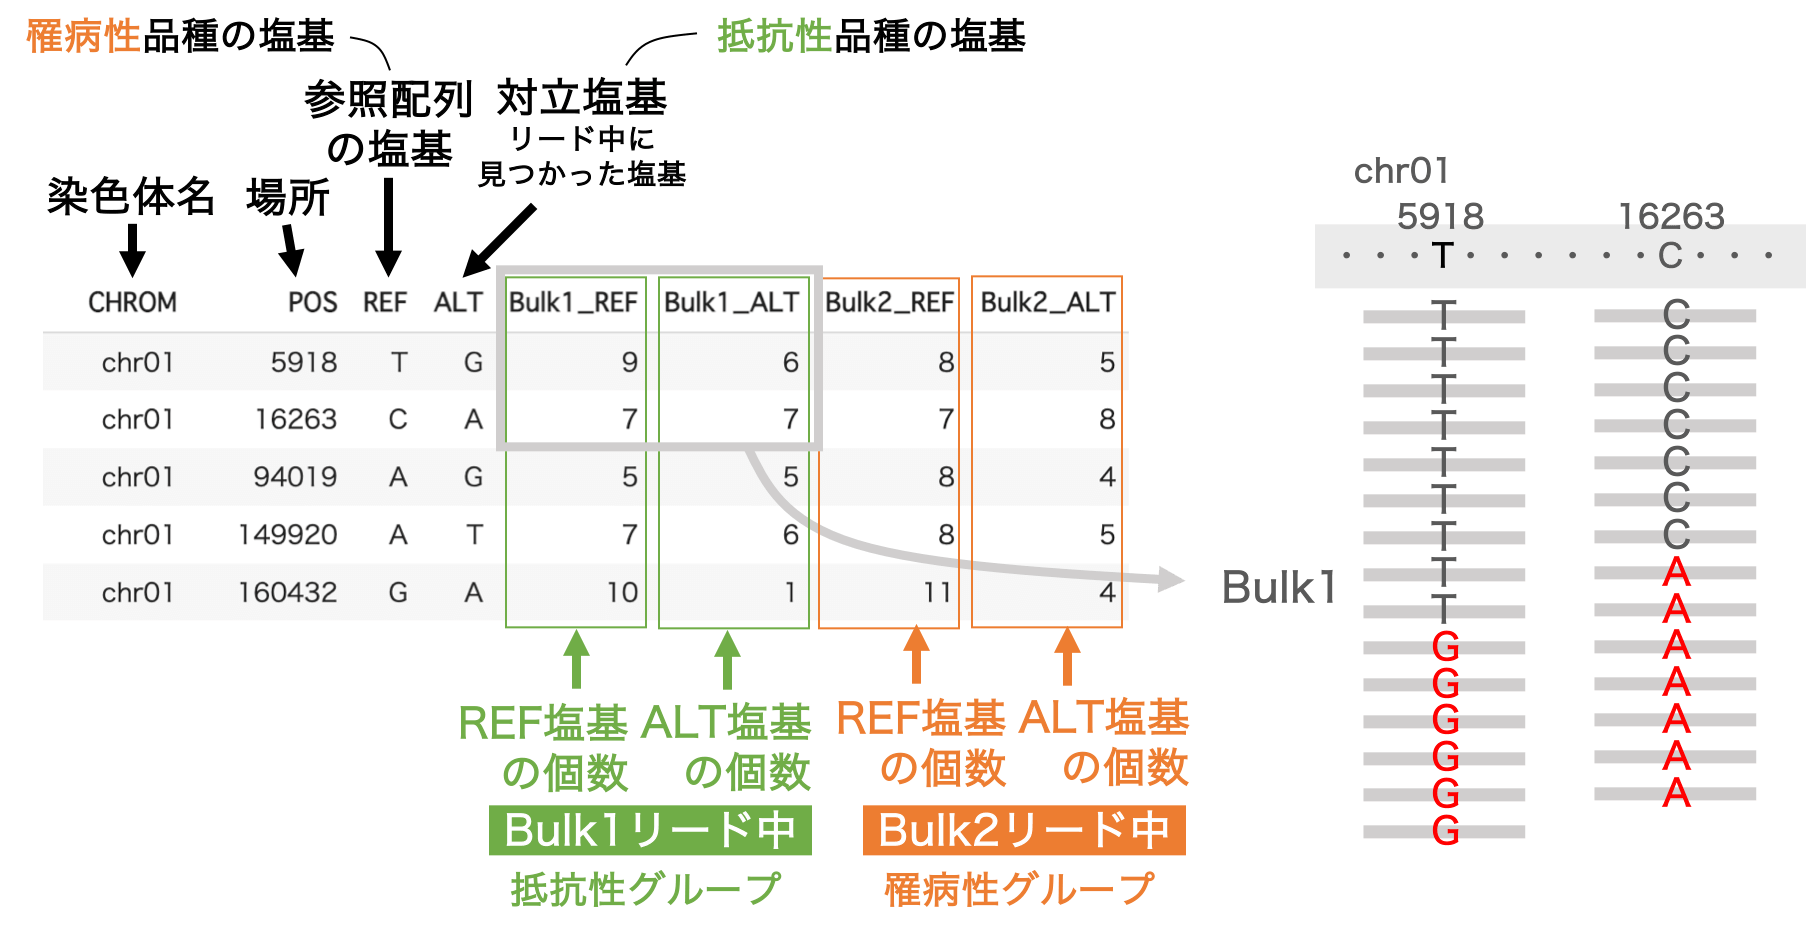 罹病性品種の塩基
抵抗性品種の塩基
参照配列
の塩基
対立塩基
リード中に
見つかった塩基
染色体名
場所
CHROM POS REF ALT Bulk1_REF Bulk1_ALT Bulk2_REF Bulk2_ALT
chr01 5918 T G 9 6 8 5
chr01 16263 C A 7 7 7 8
chr01 94019 A G 5 5 8 4
chr01 149920 A T 7 6 8 5
chr01 160432 G A 10 1 11 4
REF塩基
の個数
ALT塩基
の個数
REF塩基
の個数
ALT塩基
の個数
Bulk1リード中
抵抗性グループ
Bulk2リード中
罹病性グループ
chr01
5918 16263
・・・T・・・・・・C・・・
T C
T C
T C
T C
T C
T C
T C
T A
T A
G A
G A
G A
G A
G A
G
Bulk1